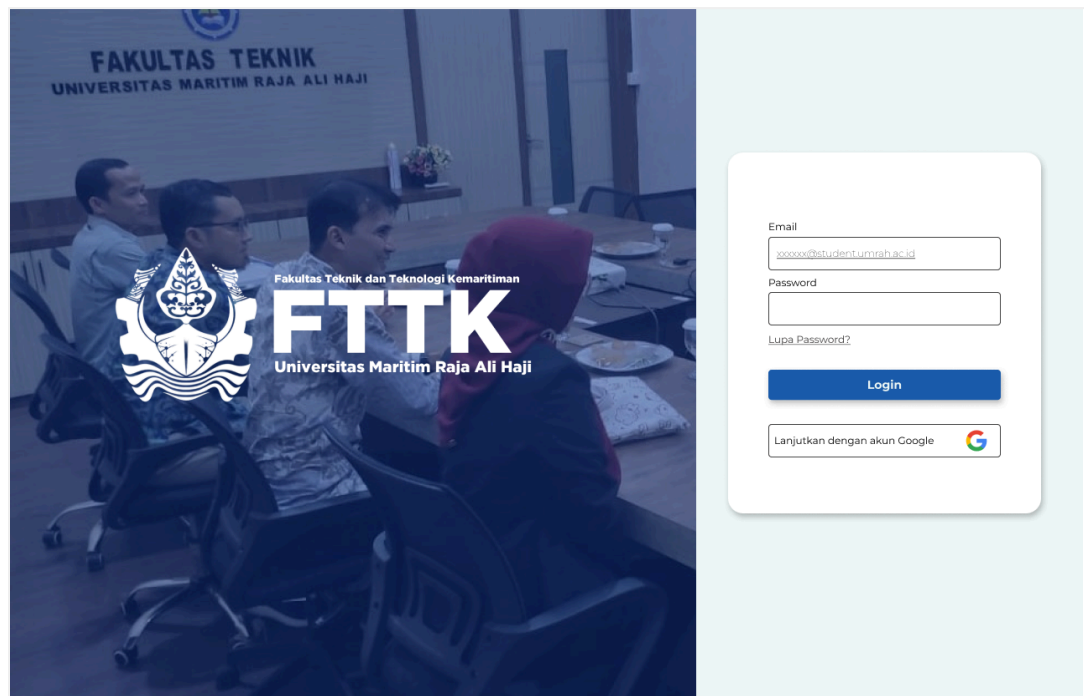 FAKULTAS TEKNIK
UNIVERSITAS MARITIM RAJA ALI HAJI
Fakultas Teknik dan Teknologi Kemaritiman
FTTK
Universitas Maritim Raja Ali Haji
Email
xxxxxx@student.umrah.ac.id
Password
Lupa Password?
Login
Lanjutkan dengan akun Google